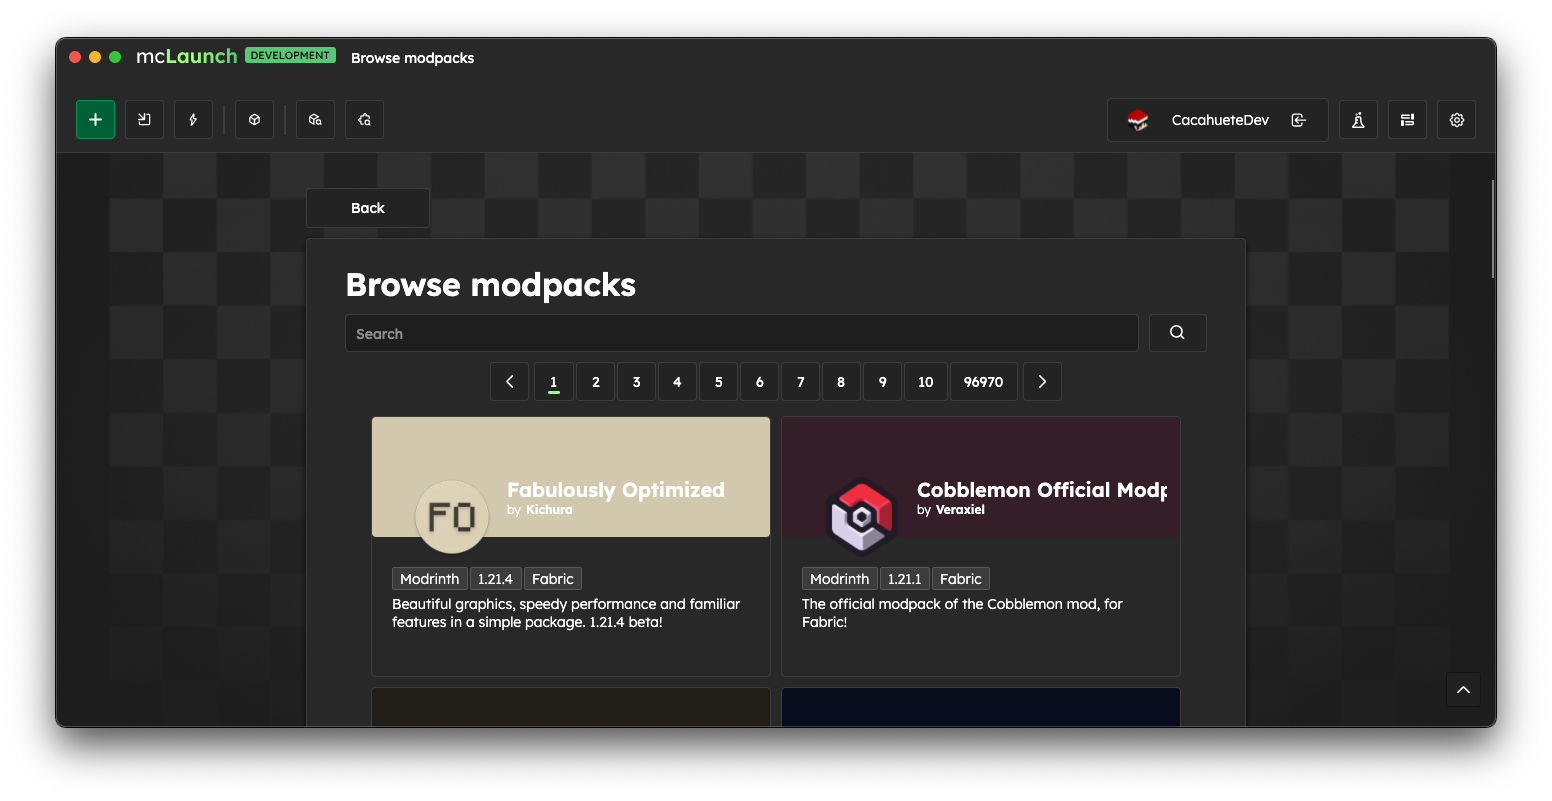 mcLaunch DEVELOPMENT Browse modpacks
CacahueteDev
Back
Browse modpacks
Search
1 2 3 4 5 6 7 8 9 10 96970
Fabulously Optimized
by Kichura
FO
Modrinth 1.21.4 Fabric
Beautiful graphics, speedy performance and familiar
features in a simple package. 1.21.4 beta!
Cobblemon Official Modp
by Veraxiel
Modrinth 1.21.1 Fabric
The official modpack of the Cobblemon mod, for
Fabric!